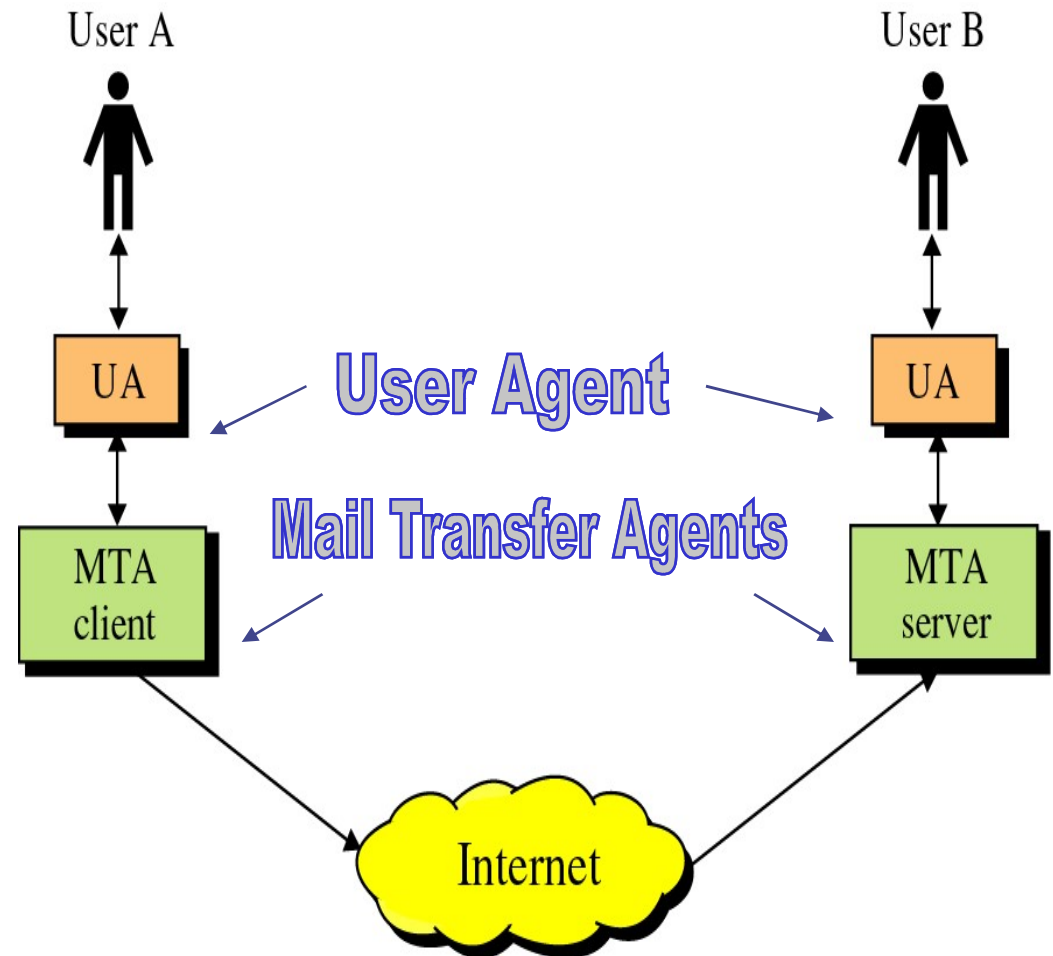 User A
User B
UA
User Agent
UA
Mail Transfer Agents
MTA
client
MTA
server
Internet